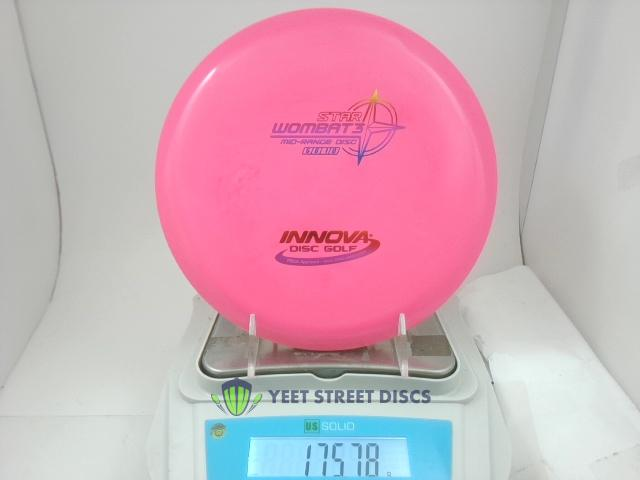 STAR
WOMBAT3
MID-RANGE DISC
INNOVA
DISC GOLF
YEET STREET DISCS
US SOLID
175.78 g